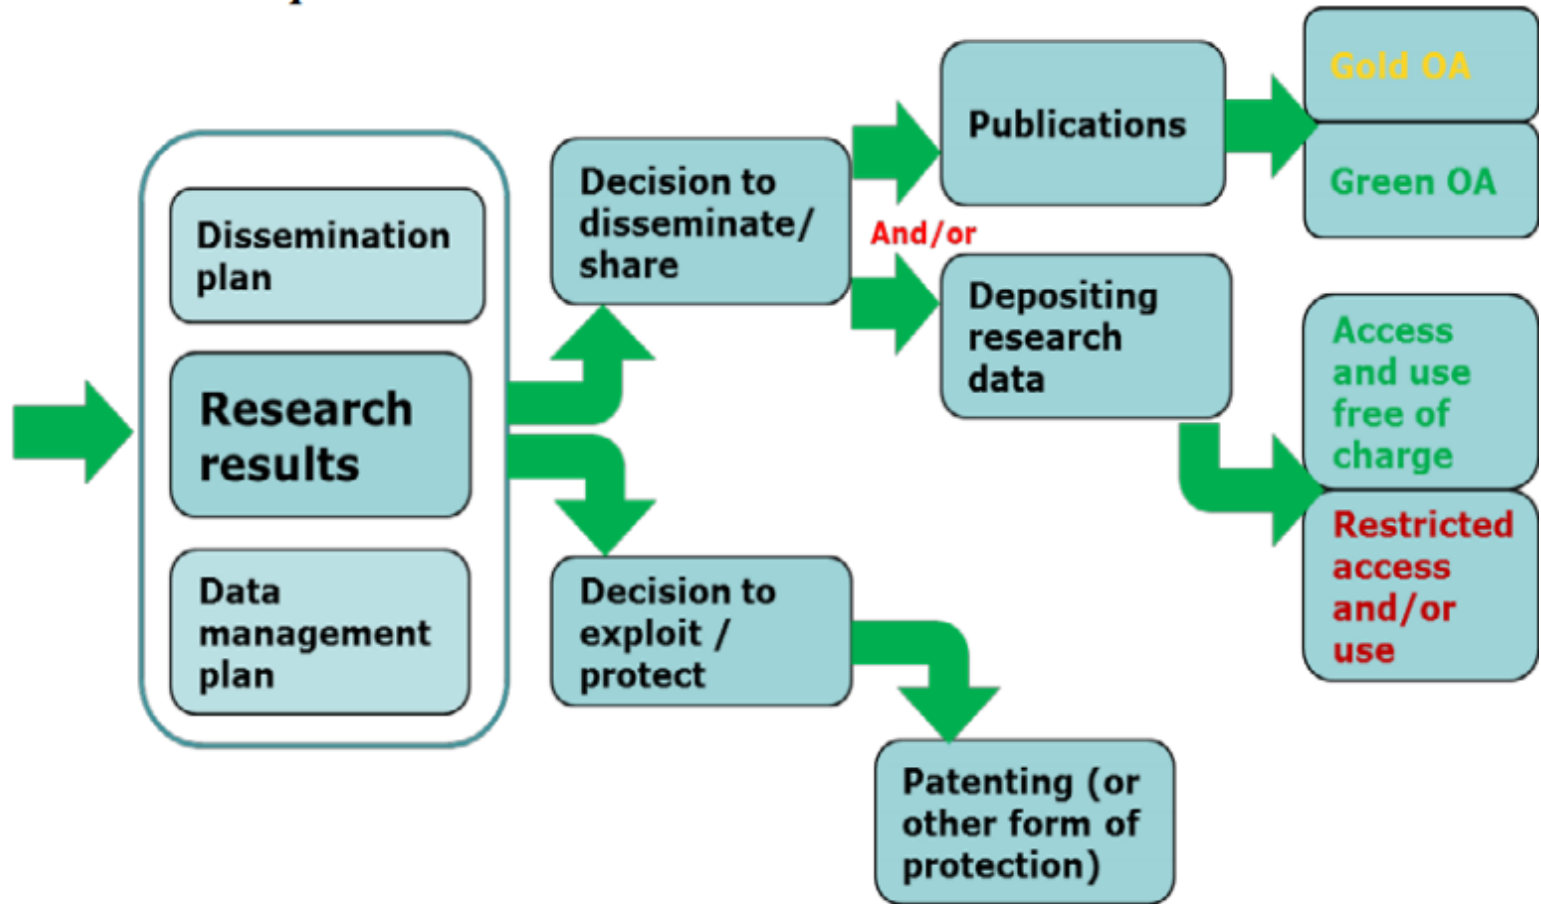 Dissemination
plan
Research
results
Data
management
plan
Decision to
disseminate/
share
And/or
Decision to
exploit /
protect
Publications
Depositing
research
data
Patenting (or
other form of
protection)
Gold OA
Green OA
Access
and use
free of
charge
Restricted
access
and/or
use